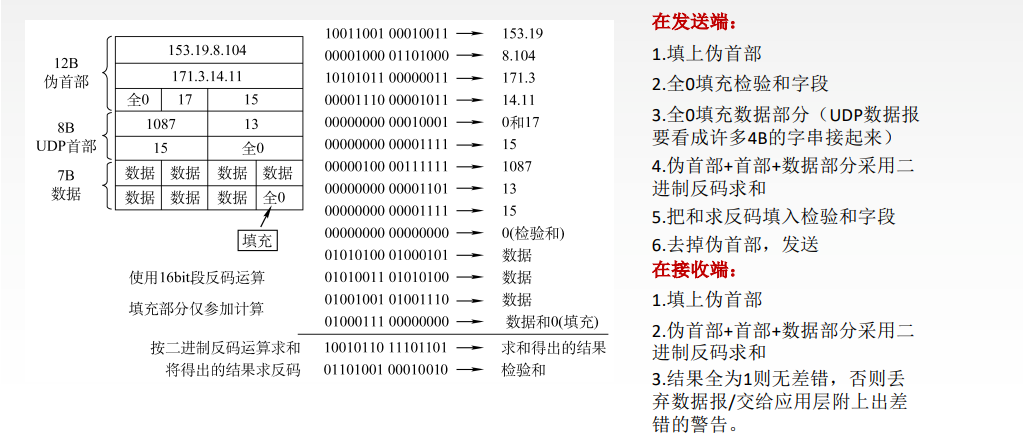 12B
伪首部
153.19.8.104
171.3.14.11
全0 17 15
8B
UDP首部
1087 13
15 全0
7B
数据
数据 数据 数据 数据
数据 数据 数据 全0
填充
使用16bit段反码运算
填充部分仅参加计算
10011001 00010011 → 153.19
00001000 01101000 → 8.104
10101011 00000011 → 171.3
00001110 00001011 → 14.11
00000000 00010001 → 0和17
00000000 00001111 → 15
00000100 00111111 → 1087
00000000 00001101 → 13
00000000 00001111 → 15
00000000 00000000 → 0(检验和)
01010100 01000101 → 数据
01010011 01010100 → 数据
01001001 01001110 → 数据
01000111 00000000 → 数据和0(填充)
按二进制反码运算求和 10010110 11101101 → 求和得出的结果
将得出的结果求反码 01101001 00010010 → 检验和
在发送端：
1.填上伪首部
2.全0填充检验和字段
3.全0填充数据部分（UDP数据报
要看成许多4B的字串接起来）
4.伪首部+首部+数据部分采用二
进制反码求和
5.把和求反码填入检验和字段
6.去掉伪首部，发送
在接收端：
1.填上伪首部
2.伪首部+首部+数据部分采用二
进制反码求和
3.结果全为1则无差错，否则丢
弃数据报/交给应用层附上出差
错的警告。